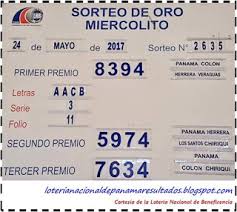 SORTEO DE ORO
MIERCOLITO
24 de MAYO de 2017 Sorteo N° 2635
PRIMER PREMIO 8394 PANAMA COLON
HERRERA VERAGUAS
Letras AACB
Serie 3
Folio 11
SEGUNDO PREMIO 5974 PANAMA HERRERA
LOS SANTOS CHIRIQUI
TERCER PREMIO 7634 PANAMA
COLON CHIRIQUI
loterianacionaldepanamaresultados.blogspot.com
Cortesía de la Lotería Nacional de Beneficencia